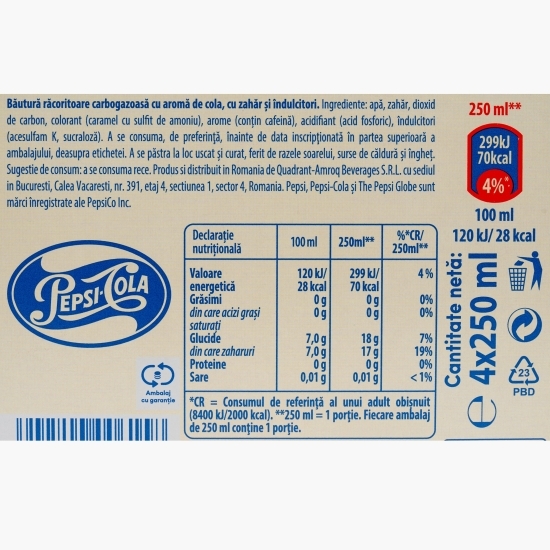 Băutură răcoritoare carbogazoasă cu aromă de cola, cu zahăr și îndulcitori. Ingrediente: apă, zahăr, dioxid
de carbon, colorant (caramel cu sulfit de amoniu), arome (conțin cafeină), acidifiant (acid fosforic), îndulcitori
(acesulfam K, sucraloză). A se consuma, de preferință, înainte de data inscripționată în partea superioară a
ambalajului, deasupra etichetei. A se păstra la loc uscat și curat, ferit de razele soarelui, surse de căldură și îngheț.
Sugestie de consum: a se consuma rece. Produs si distribuit in Romania de Quadrant-Amroq Beverages S.R.L. cu sediul
in Bucuresti, Calea Vacaresti, nr. 391, etaj 4, sectiunea 1, sector 4, Romania. Pepsi, Pepsi-Cola și The Pepsi Globe sunt
mărci înregistrate ale PepsiCo Inc.
250 ml**
299kJ
70kcal
4%*
100 ml
120 kJ/ 28 kcal
PEPSI-COLA
Ambalaj
cu garanție
Declarație nutrițională 100 ml 250ml** %*CR/ 250ml**
Valoare energetică 120 kJ/ 28 kcal 299 kJ/ 70 kcal 4 %
Grăsimi 0 g 0 g 0%
din care acizi grași saturați 0 g 0 g 0%
Glucide 7,0 g 18 g 7%
din care zaharuri 7,0 g 17 g 19%
Proteine 0 g 0 g 0%
Sare 0,01 g 0,01 g < 1%
*CR = Consumul de referință al unui adult obișnuit
(8400 kJ/2000 kcal). **250 ml = 1 porție. Fiecare ambalaj
de 250 ml conține 1 porție.
Cantitate netă:
4x250 ml
℮
23
PBD